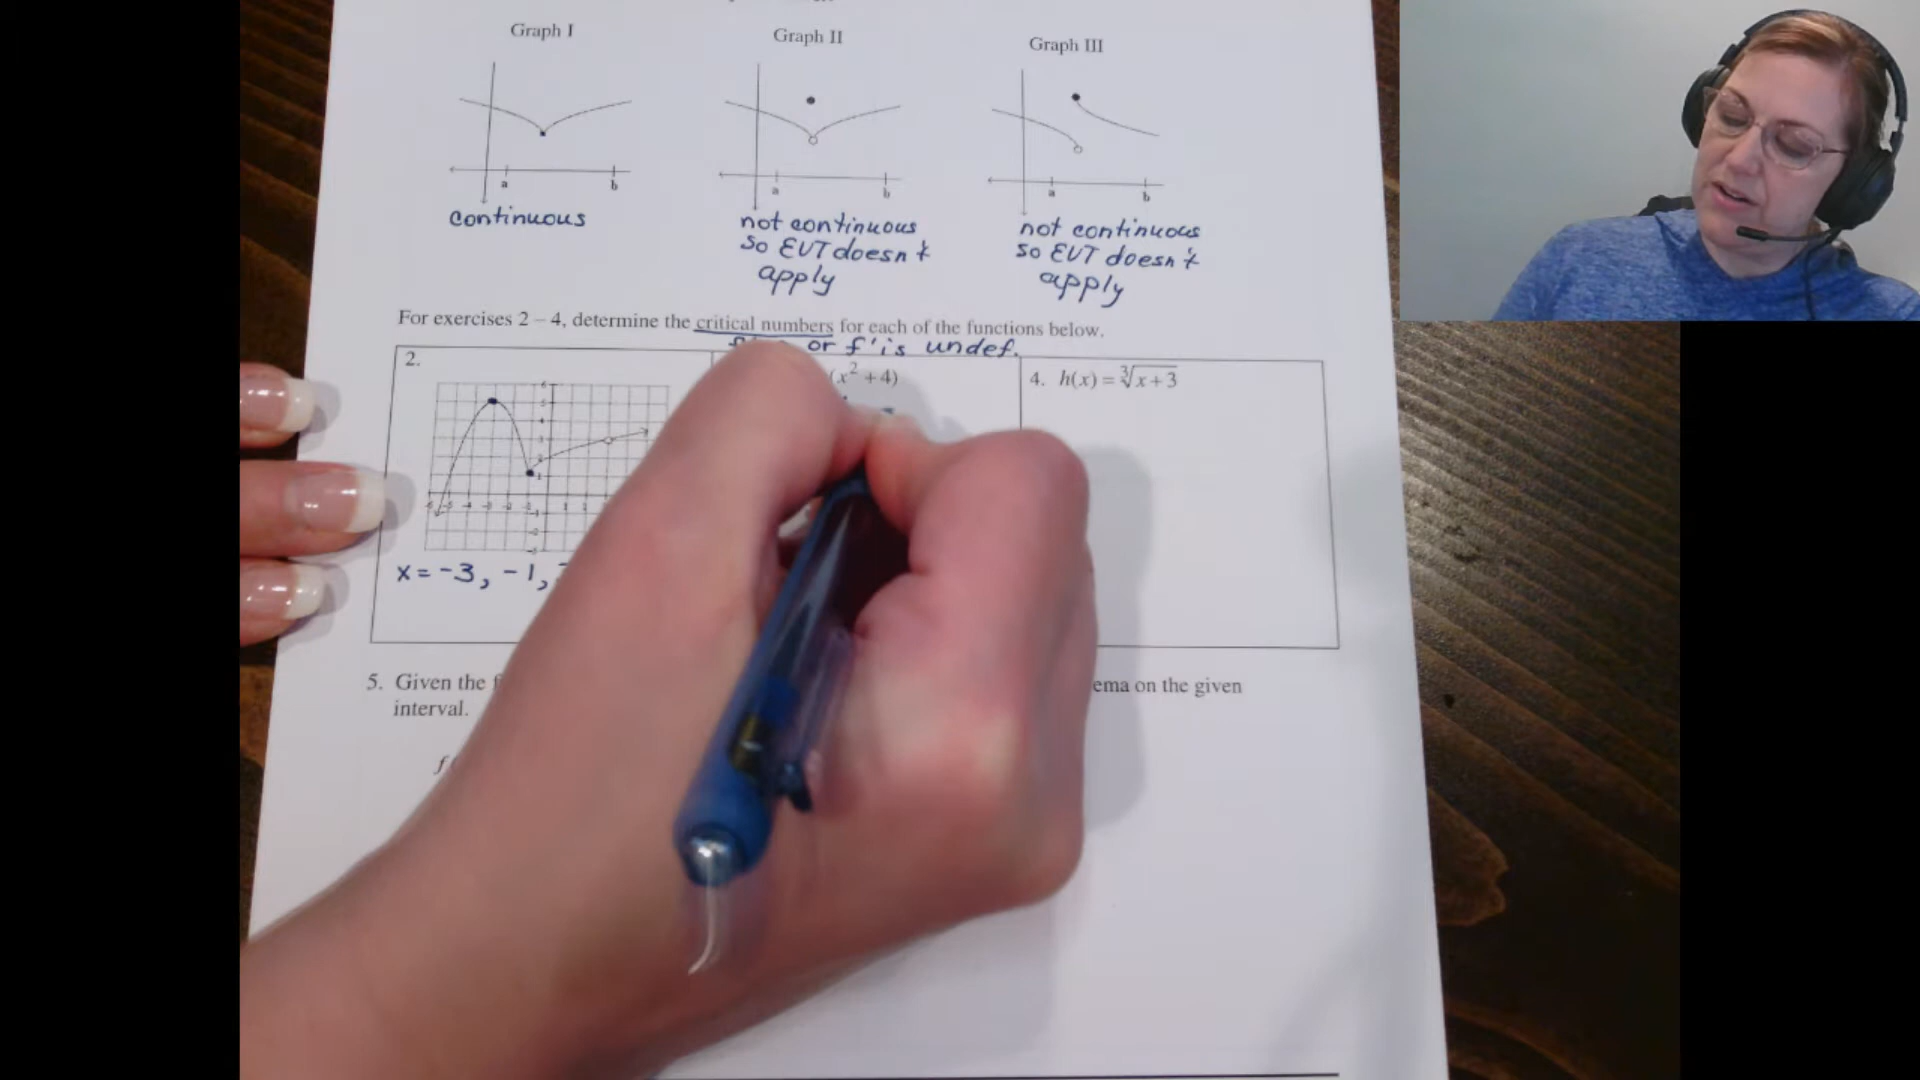 Graph I
Graph II
Graph III
a b
a b
a b
continuous
not continuous
so EVT doesn't
apply
not continuous
so EVT doesn't
apply
For exercises 2 – 4, determine the critical numbers for each of the functions below.
or f' is undef.
2.
(x² + 4)
4. h(x) = ∛x+3
x = -3, -1,
5. Given the
ema on the given
interval.